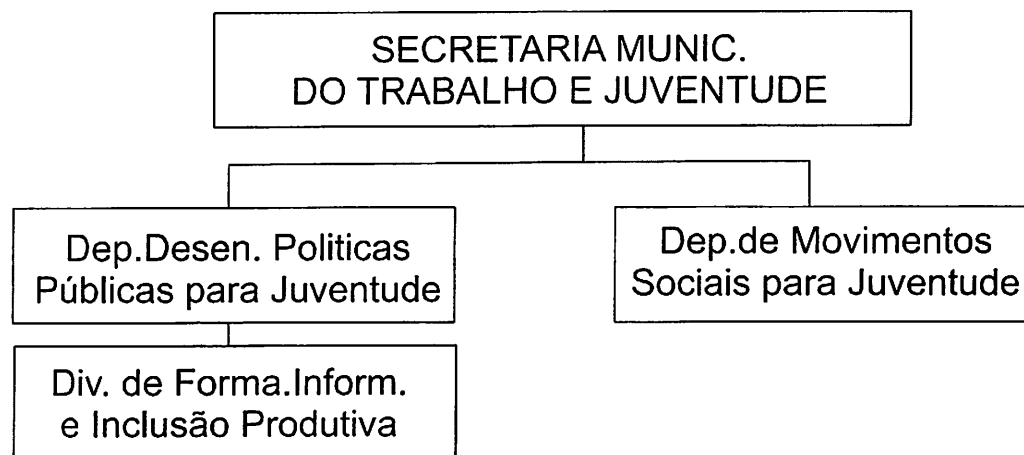 SECRETARIA MUNIC.
DO TRABALHO E JUVENTUDE
Dep.Desen. Politicas
Públicas para Juventude
Dep.de Movimentos
Sociais para Juventude
Div. de Forma.Inform.
e Inclusão Produtiva